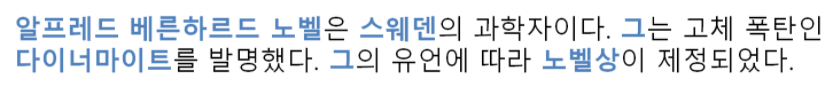 알프레드 베른하르드 노벨은 스웨덴의 과학자이다. 그는 고체 폭탄인
다이너마이트를 발명했다. 그의 유언에 따라 노벨상이 제정되었다.